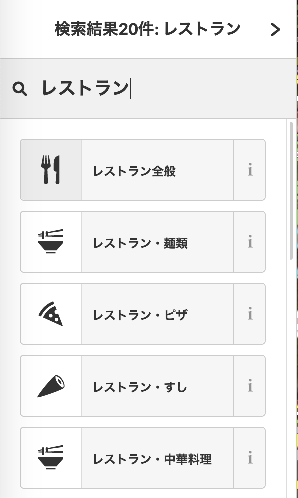 検索結果20件: レストラン
レストラン
レストラン全般
i
レストラン・麺類
i
レストラン・ピザ
i
レストラン・すし
i
レストラン・中華料理
i